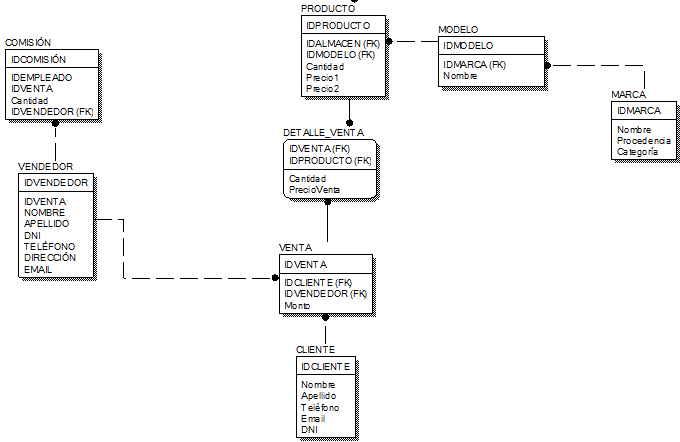 PRODUCTO
IDPRODUCTO
IDALMACEN (FK)
IDMODELO (FK)
Cantidad
Precio1
Precio2
MODELO
IDMODELO
IDMARCA (FK)
Nombre
COMISIÓN
IDCOMISIÓN
IDEMPLEADO
IDVENTA
Cantidad
IDVENDEDOR (FK)
MARCA
IDMARCA
Nombre
Procedencia
Categoría
DETALLE_VENTA
IDVENTA (FK)
IDPRODUCTO (FK)
Cantidad
PrecioVenta
VENDEDOR
IDVENDEDOR
IDVENTA
NOMBRE
APELLIDO
DNI
TELÉFONO
DIRECCIÓN
EMAIL
VENTA
IDVENTA
IDCLIENTE (FK)
IDVENDEDOR (FK)
Monto
CLIENTE
IDCLIENTE
Nombre
Apellido
Teléfono
Email
DNI